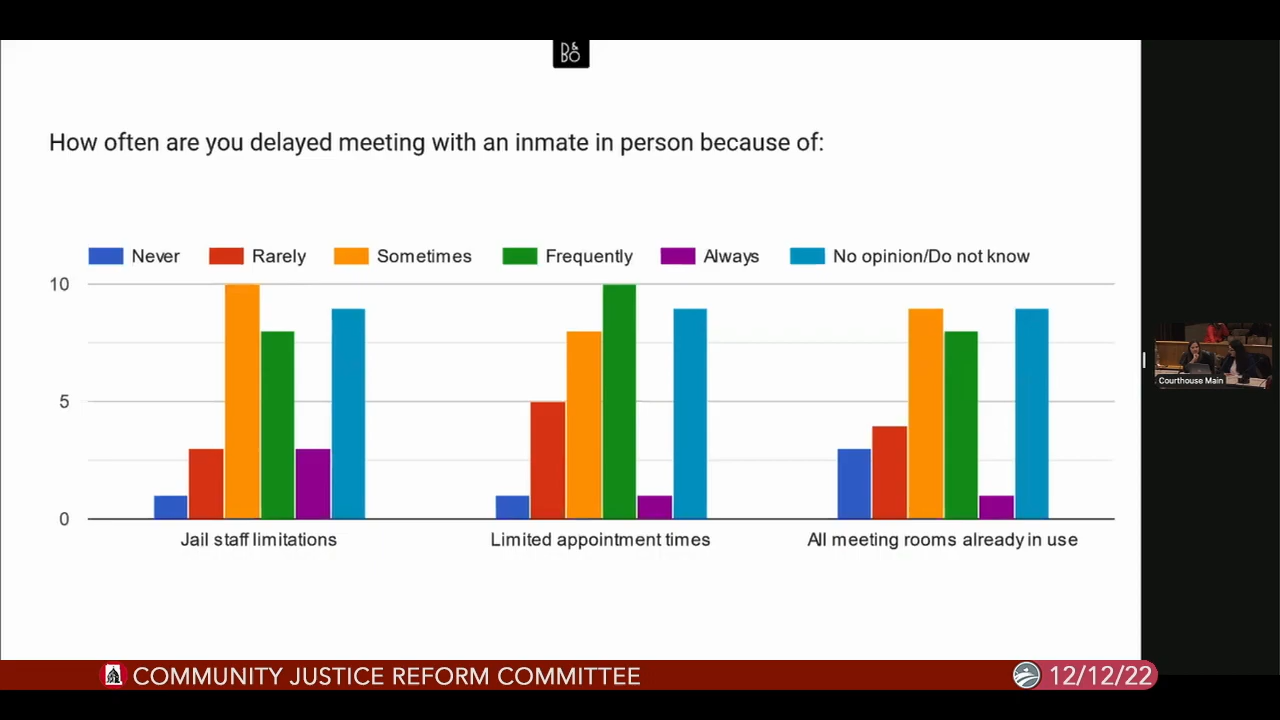 D&
BO
How often are you delayed meeting with an inmate in person because of:
Never Rarely Sometimes Frequently Always No opinion/Do not know
10
5
0
Jail staff limitations Limited appointment times All meeting rooms already in use
Courthouse Main
COMMUNITY JUSTICE REFORM COMMITTEE 12/12/22